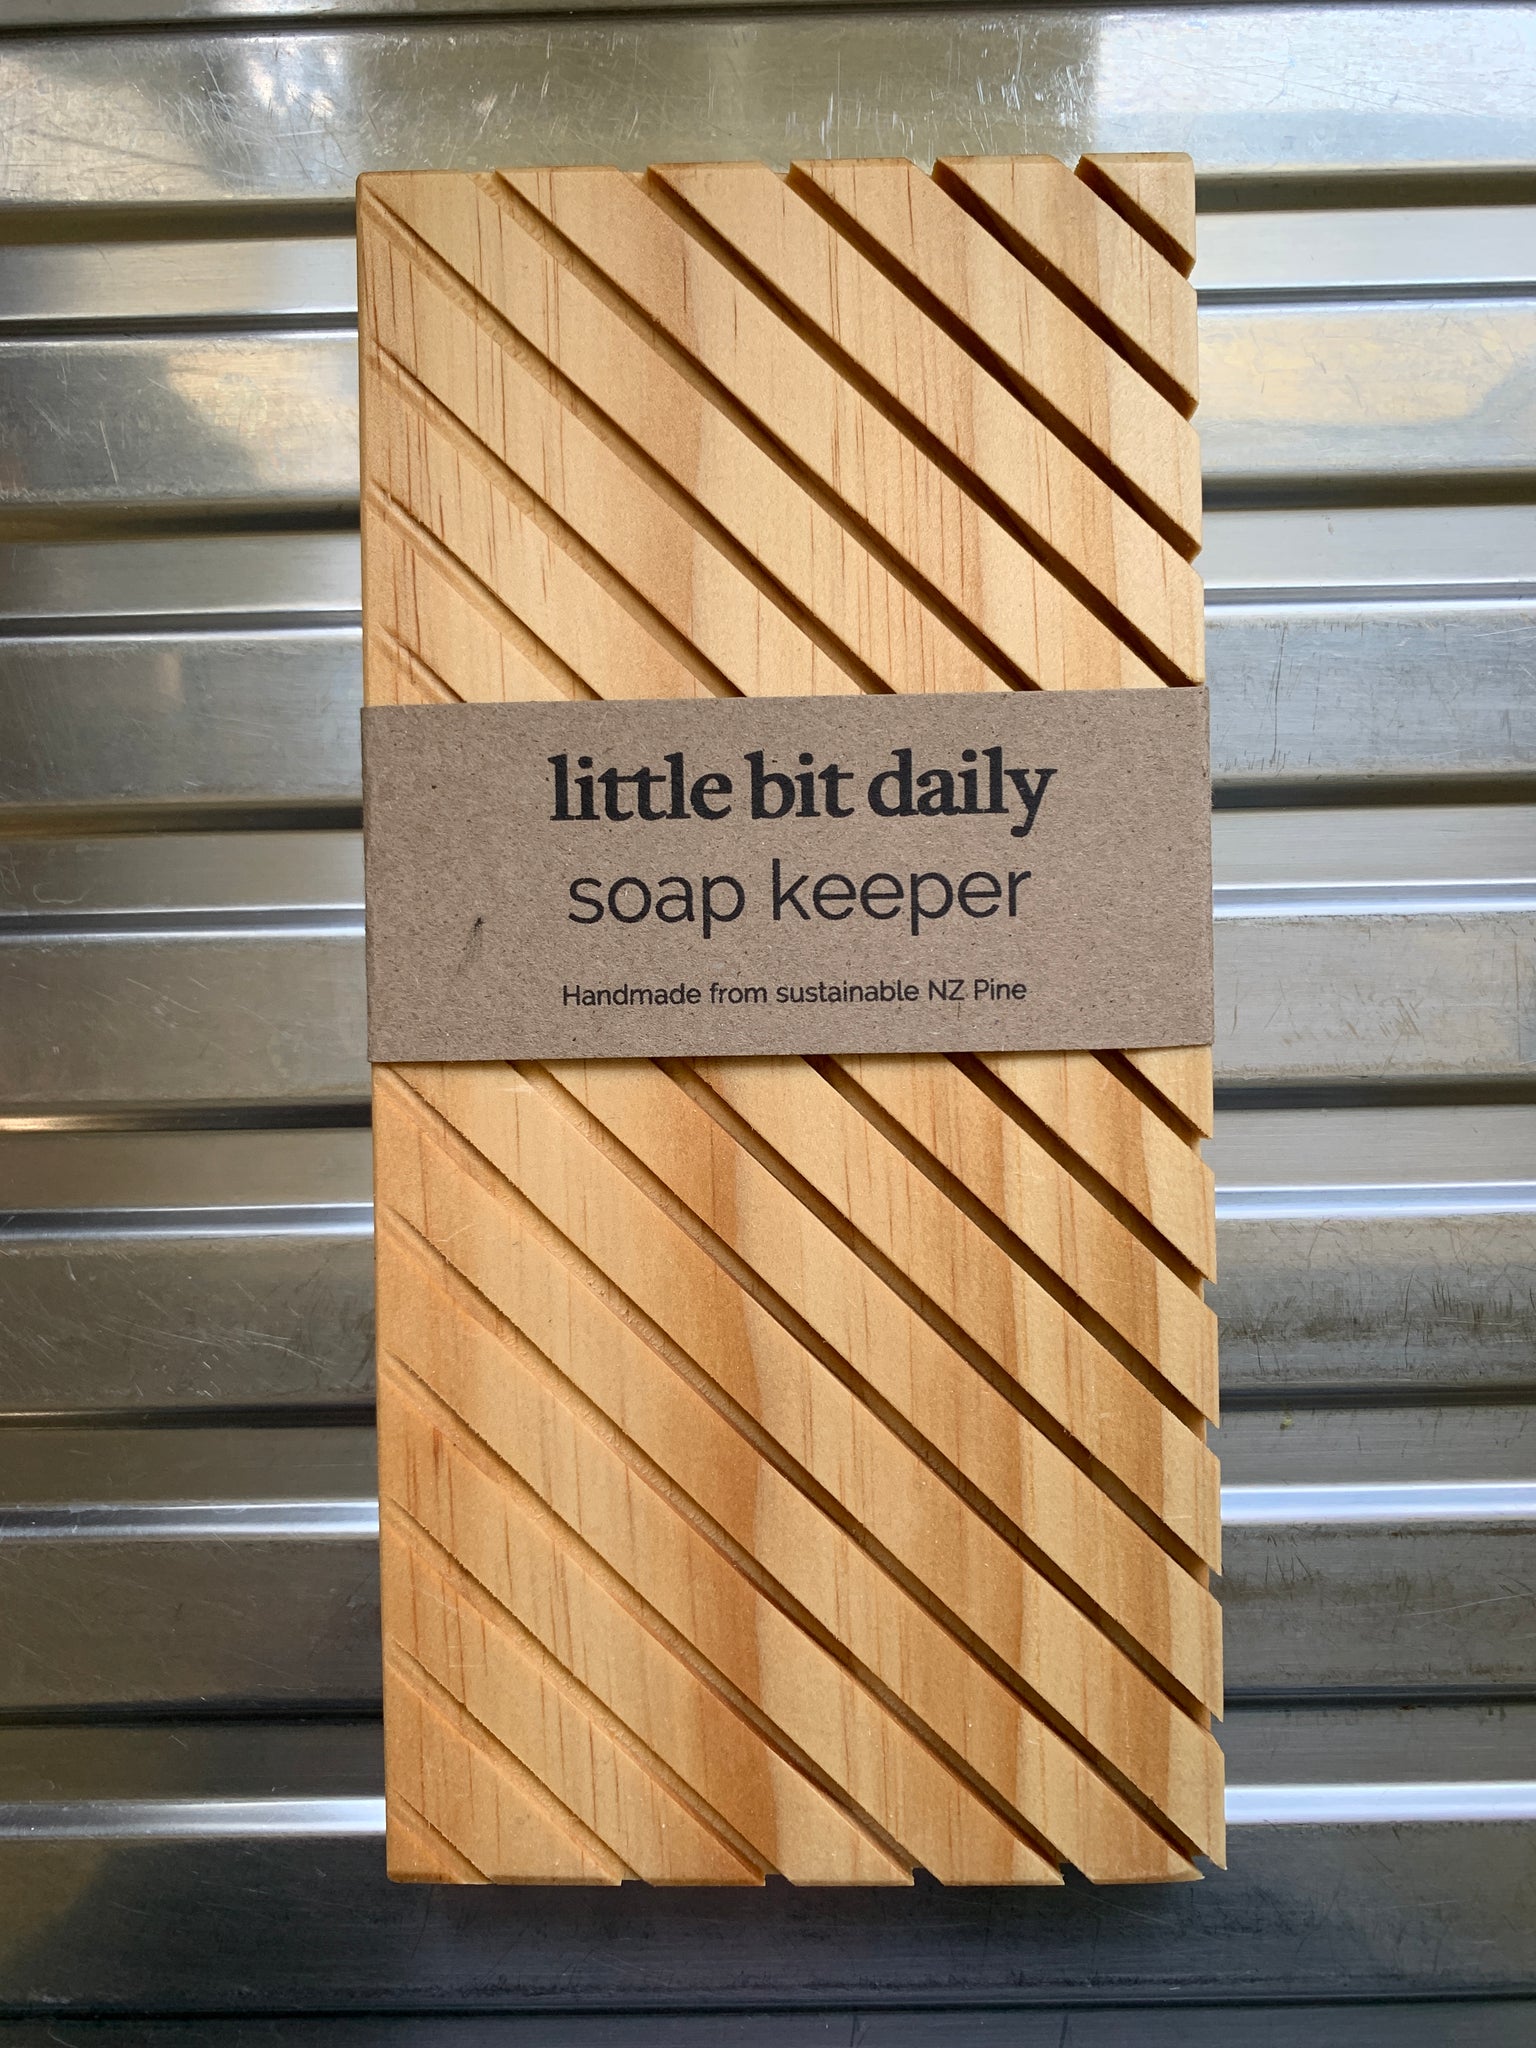 little bit daily
soap keeper
Handmade from sustainable NZ Pine